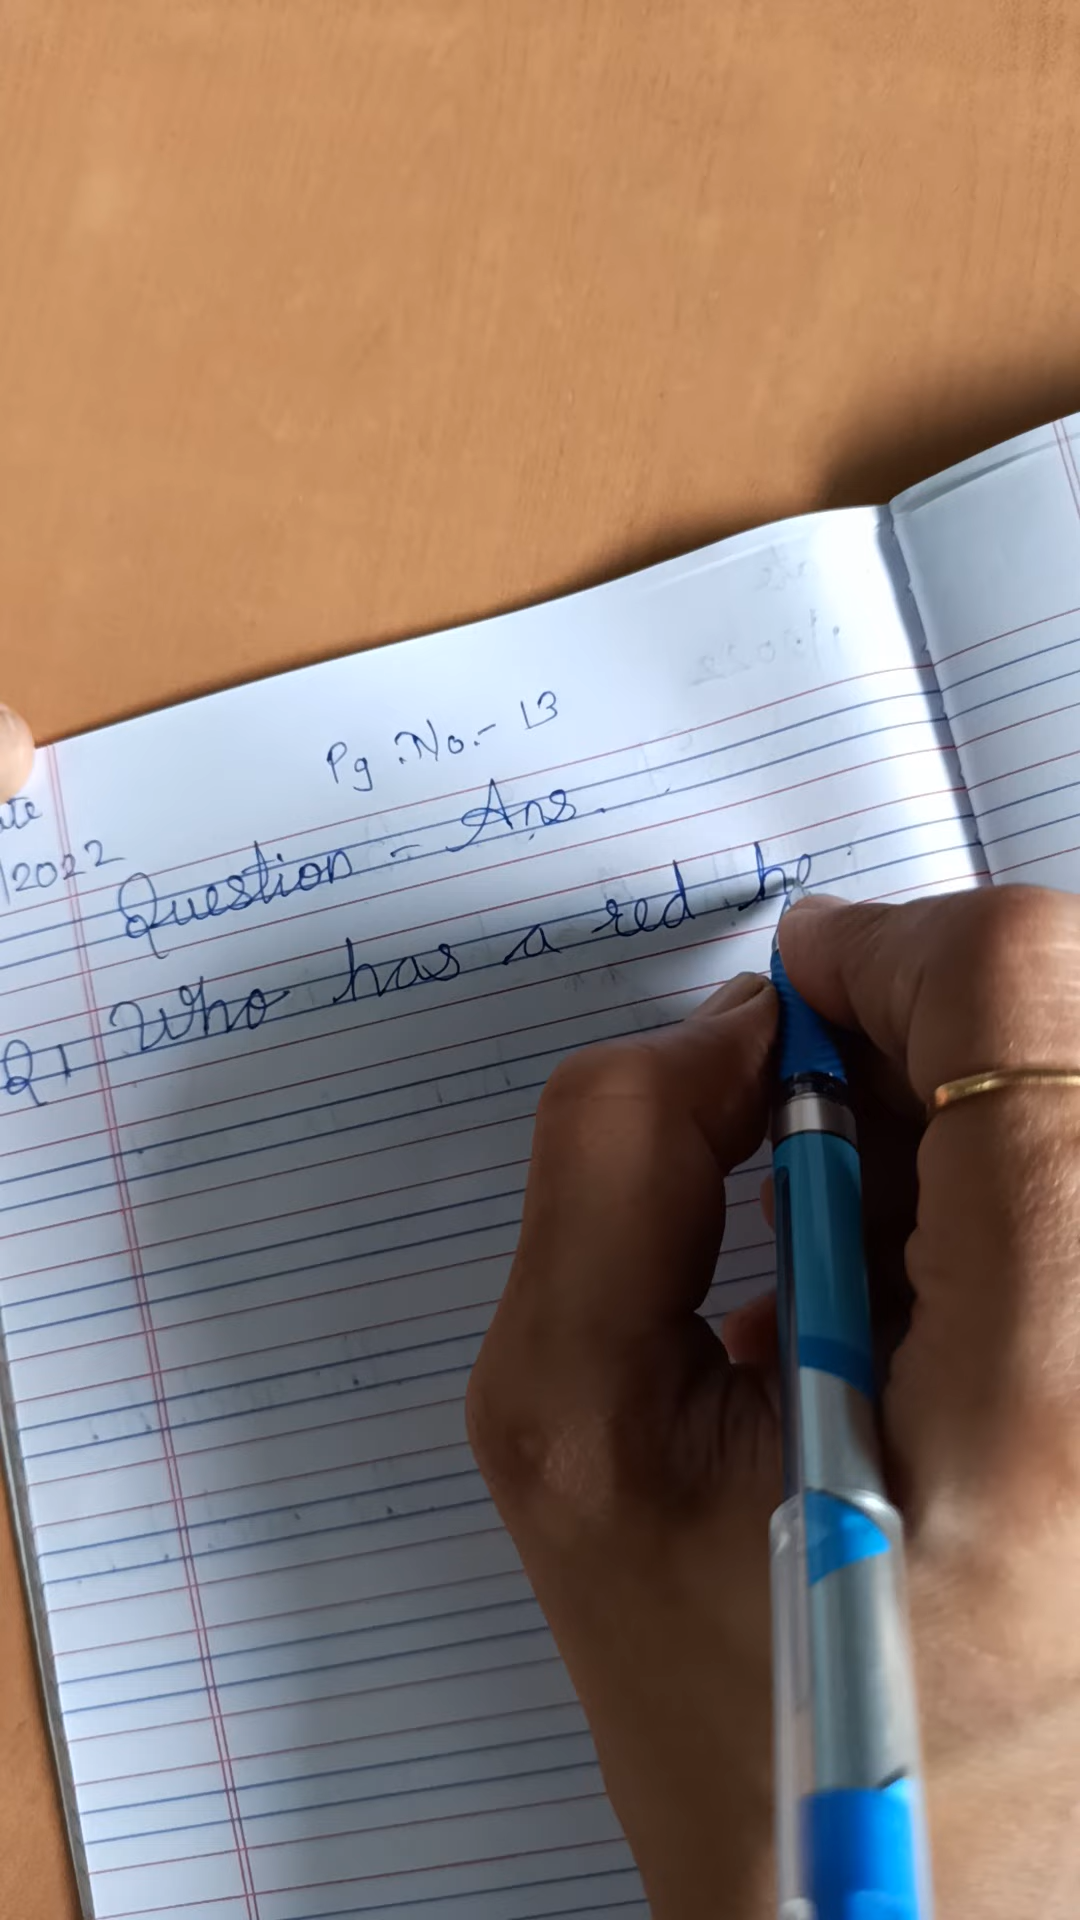 Pg. No:- 13
/2022
Question - Ans.
Q1 Who has a red